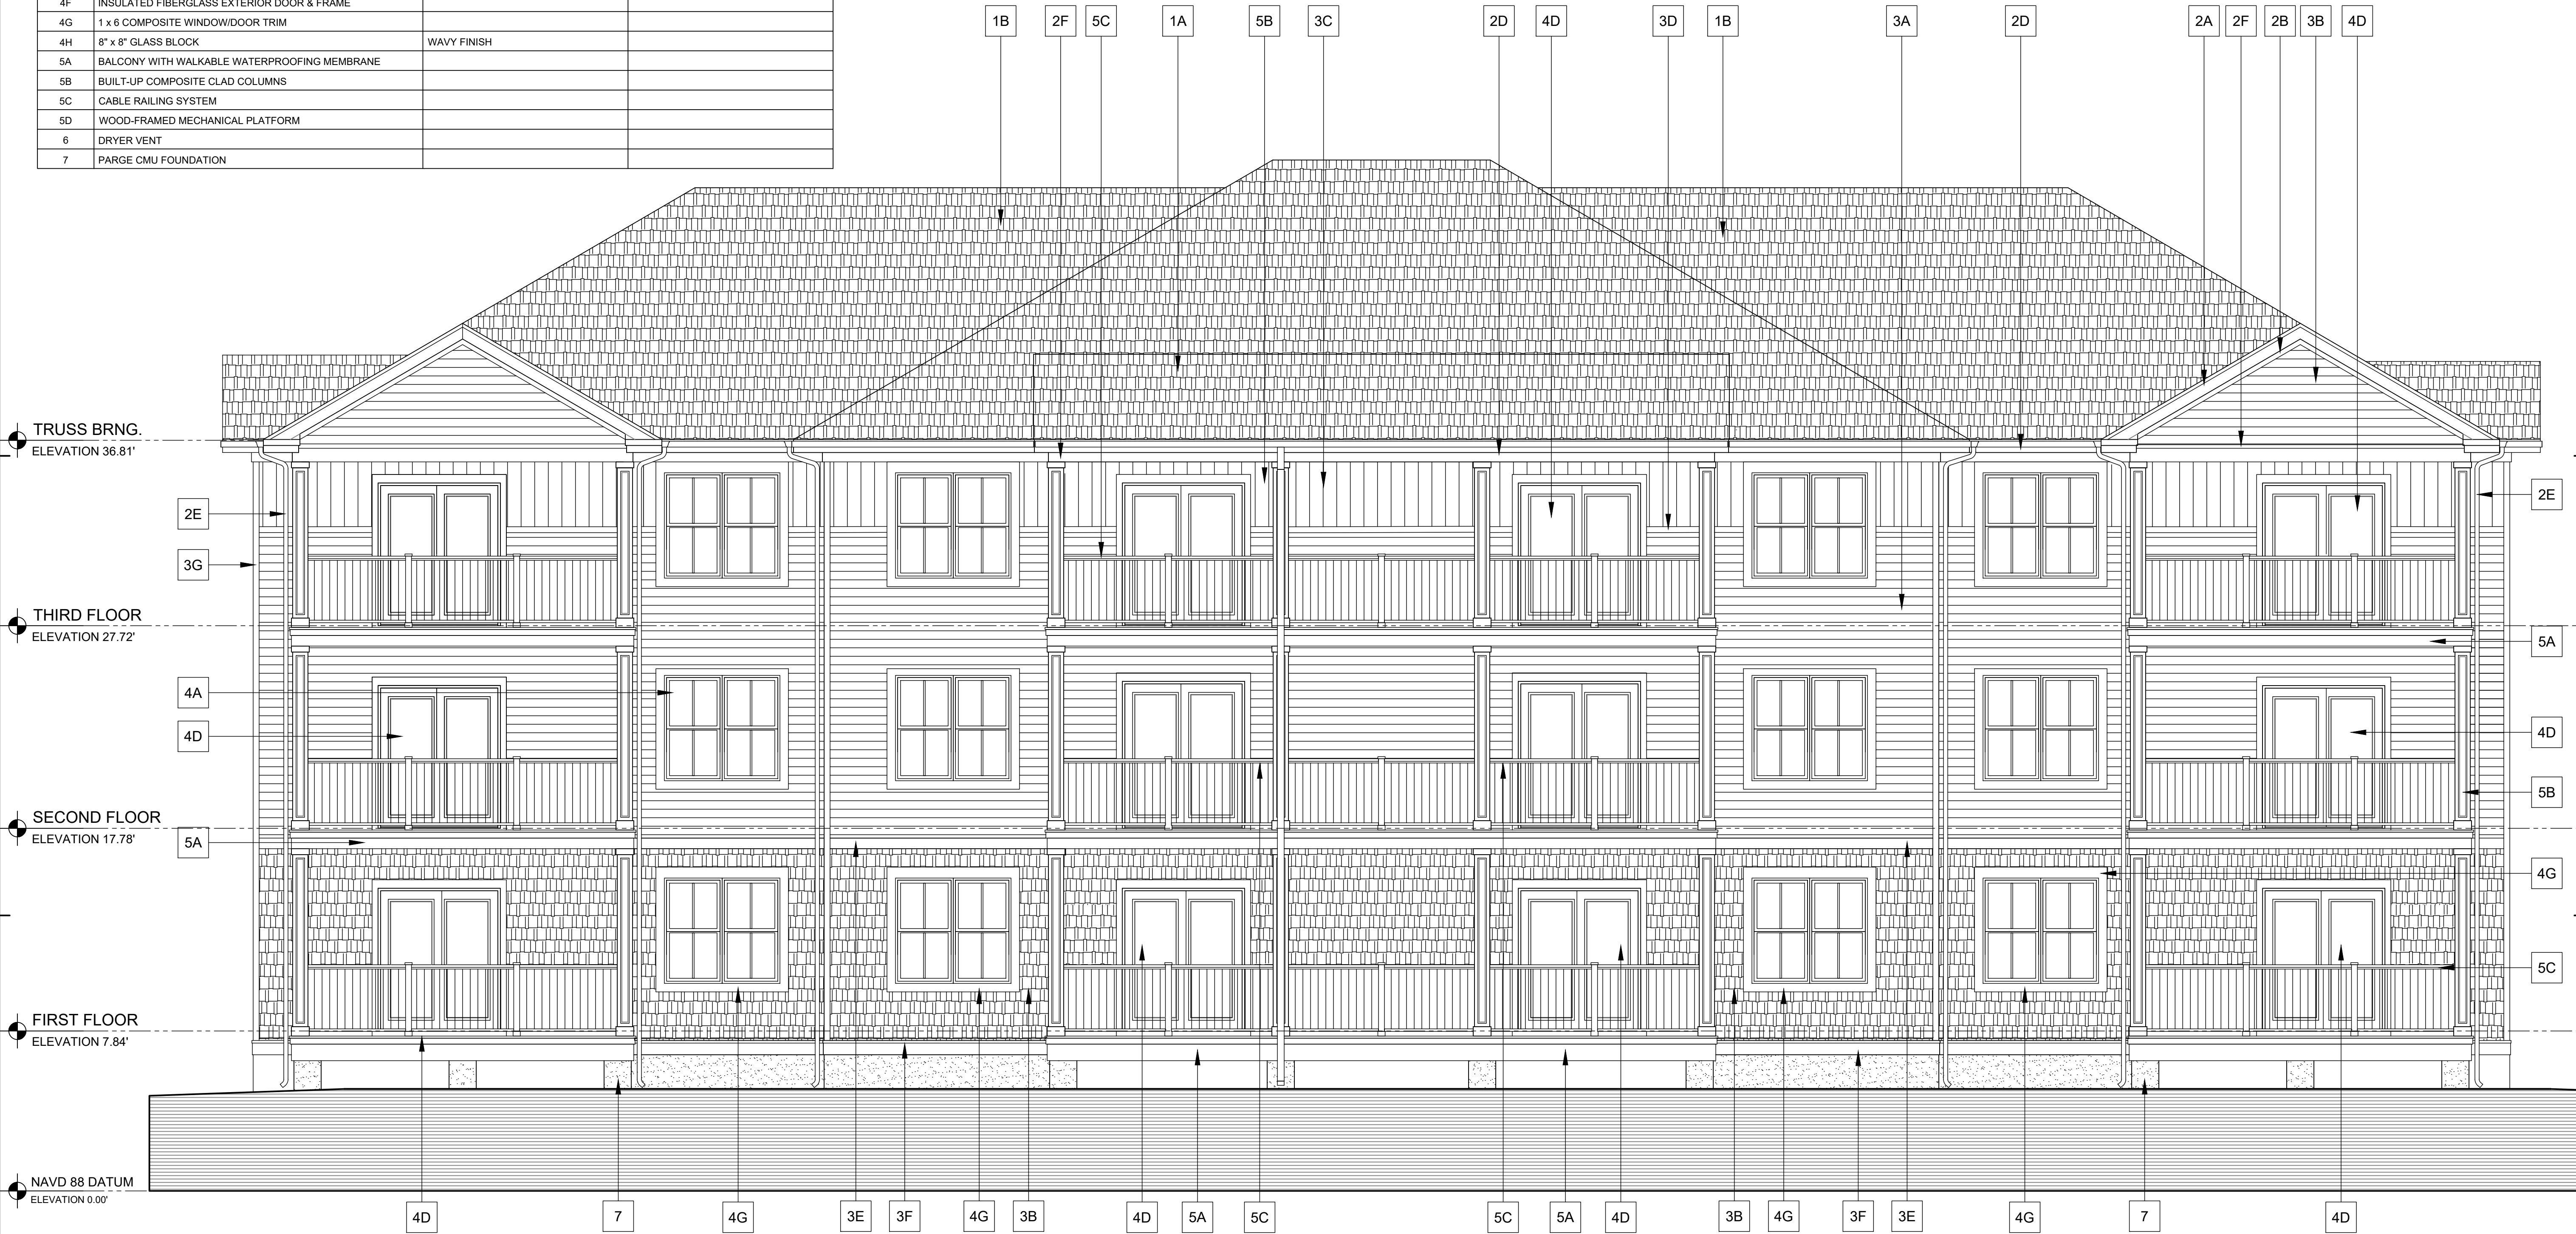 4F INSULATED FIBERGLASS EXTERIOR DOOR & FRAME
4G 1 x 6 COMPOSITE WINDOW/DOOR TRIM
4H 8" x 8" GLASS BLOCK WAVY FINISH
5A BALCONY WITH WALKABLE WATERPROOFING MEMBRANE
5B BUILT-UP COMPOSITE CLAD COLUMNS
5C CABLE RAILING SYSTEM
5D WOOD-FRAMED MECHANICAL PLATFORM
6 DRYER VENT
7 PARGE CMU FOUNDATION
1B 2F 5C 1A 5B 3C 2D 4D 3D 1B 3A 2D 2A 2F 2B 3B 4D
TRUSS BRNG.
ELEVATION 36.81'
2E 2E
3G
THIRD FLOOR
ELEVATION 27.72'
5A
4A
4D 4D
5B
SECOND FLOOR
ELEVATION 17.78'
5A
4G
5C
FIRST FLOOR
ELEVATION 7.84'
NAVD 88 DATUM
ELEVATION 0.00'
4D 7 4G 3E 3F 4G 3B 4D 5A 5C 5C 5A 4D 3B 4G 3F 3E 4G 7 4D